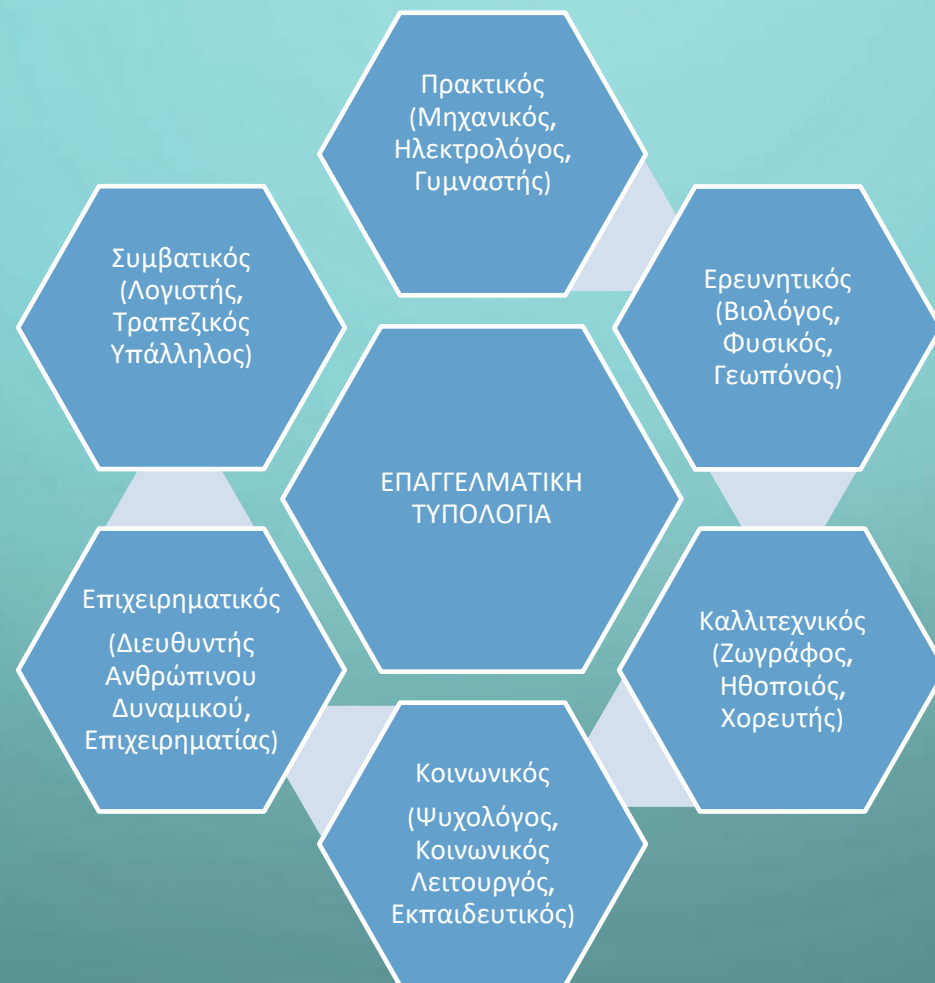 Πρακτικός
(Μηχανικός,
Ηλεκτρολόγος,
Γυμναστής)
Ερευνητικός
(Βιολόγος,
Φυσικός,
Γεωπόνος)
Καλλιτεχνικός
(Ζωγράφος,
Ηθοποιός,
Χορευτής)
Κοινωνικός
(Ψυχολόγος,
Κοινωνικός
Λειτουργός,
Εκπαιδευτικός)
Επιχειρηματικός
(Διευθυντής
Ανθρώπινου
Δυναμικού,
Επιχειρηματίας)
Συμβατικός
(Λογιστής,
Τραπεζικός
Υπάλληλος)
ΕΠΑΓΓΕΛΜΑΤΙΚΗ
ΤΥΠΟΛΟΓΙΑ